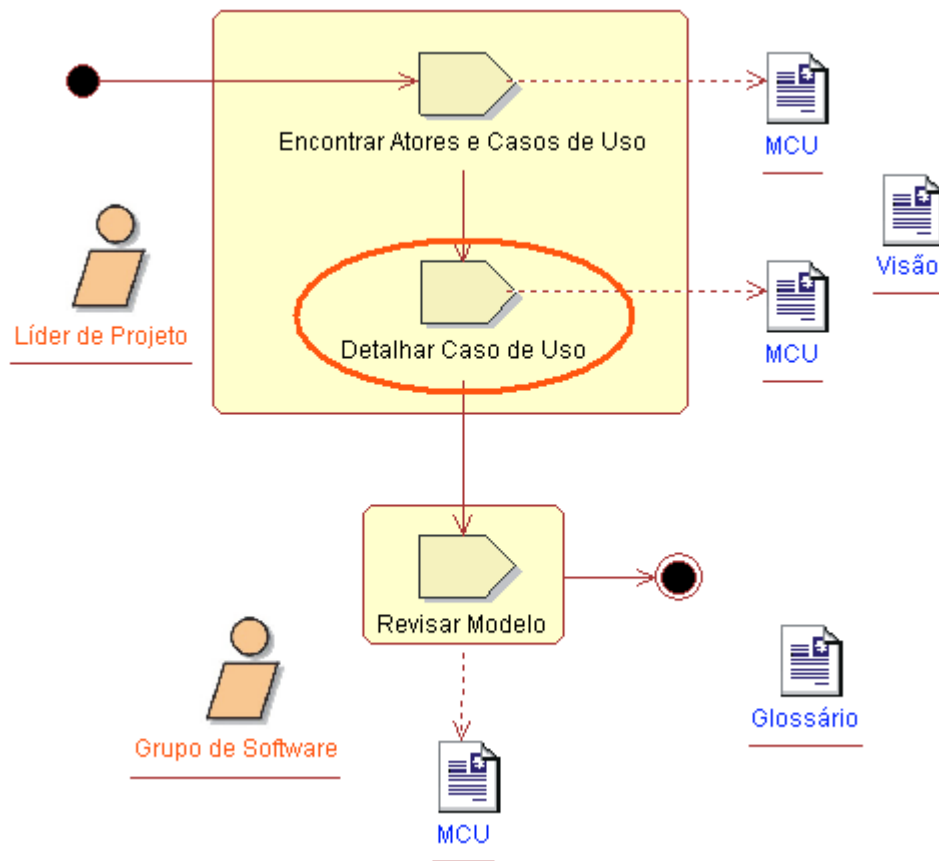 Encontrar Atores e Casos de Uso
MCU
Visão
Líder de Projeto
Detalhar Caso de Uso
MCU
Revisar Modelo
Grupo de Software
Glossário
MCU